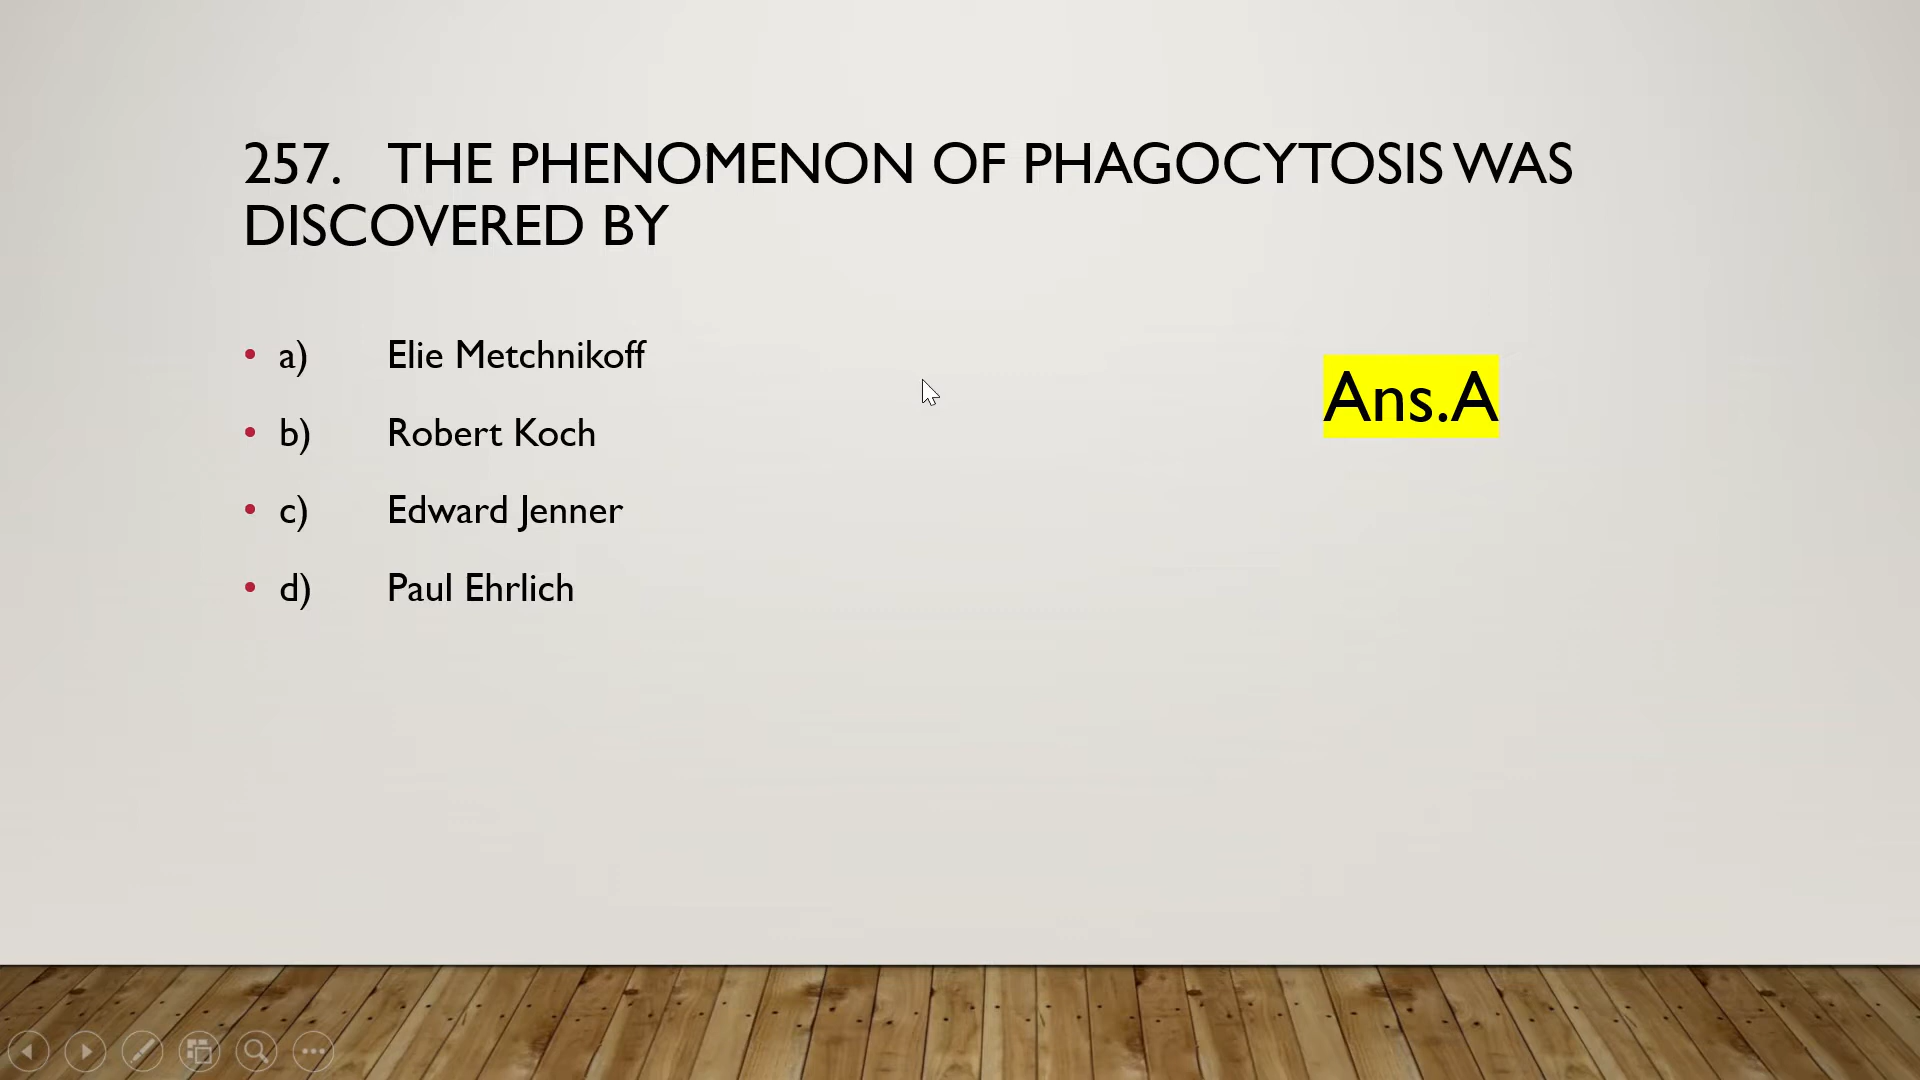 257. THE PHENOMENON OF PHAGOCYTOSIS WAS
DISCOVERED BY
• a) Elie Metchnikoff
• b) Robert Koch
• c) Edward Jenner
• d) Paul Ehrlich
Ans.A